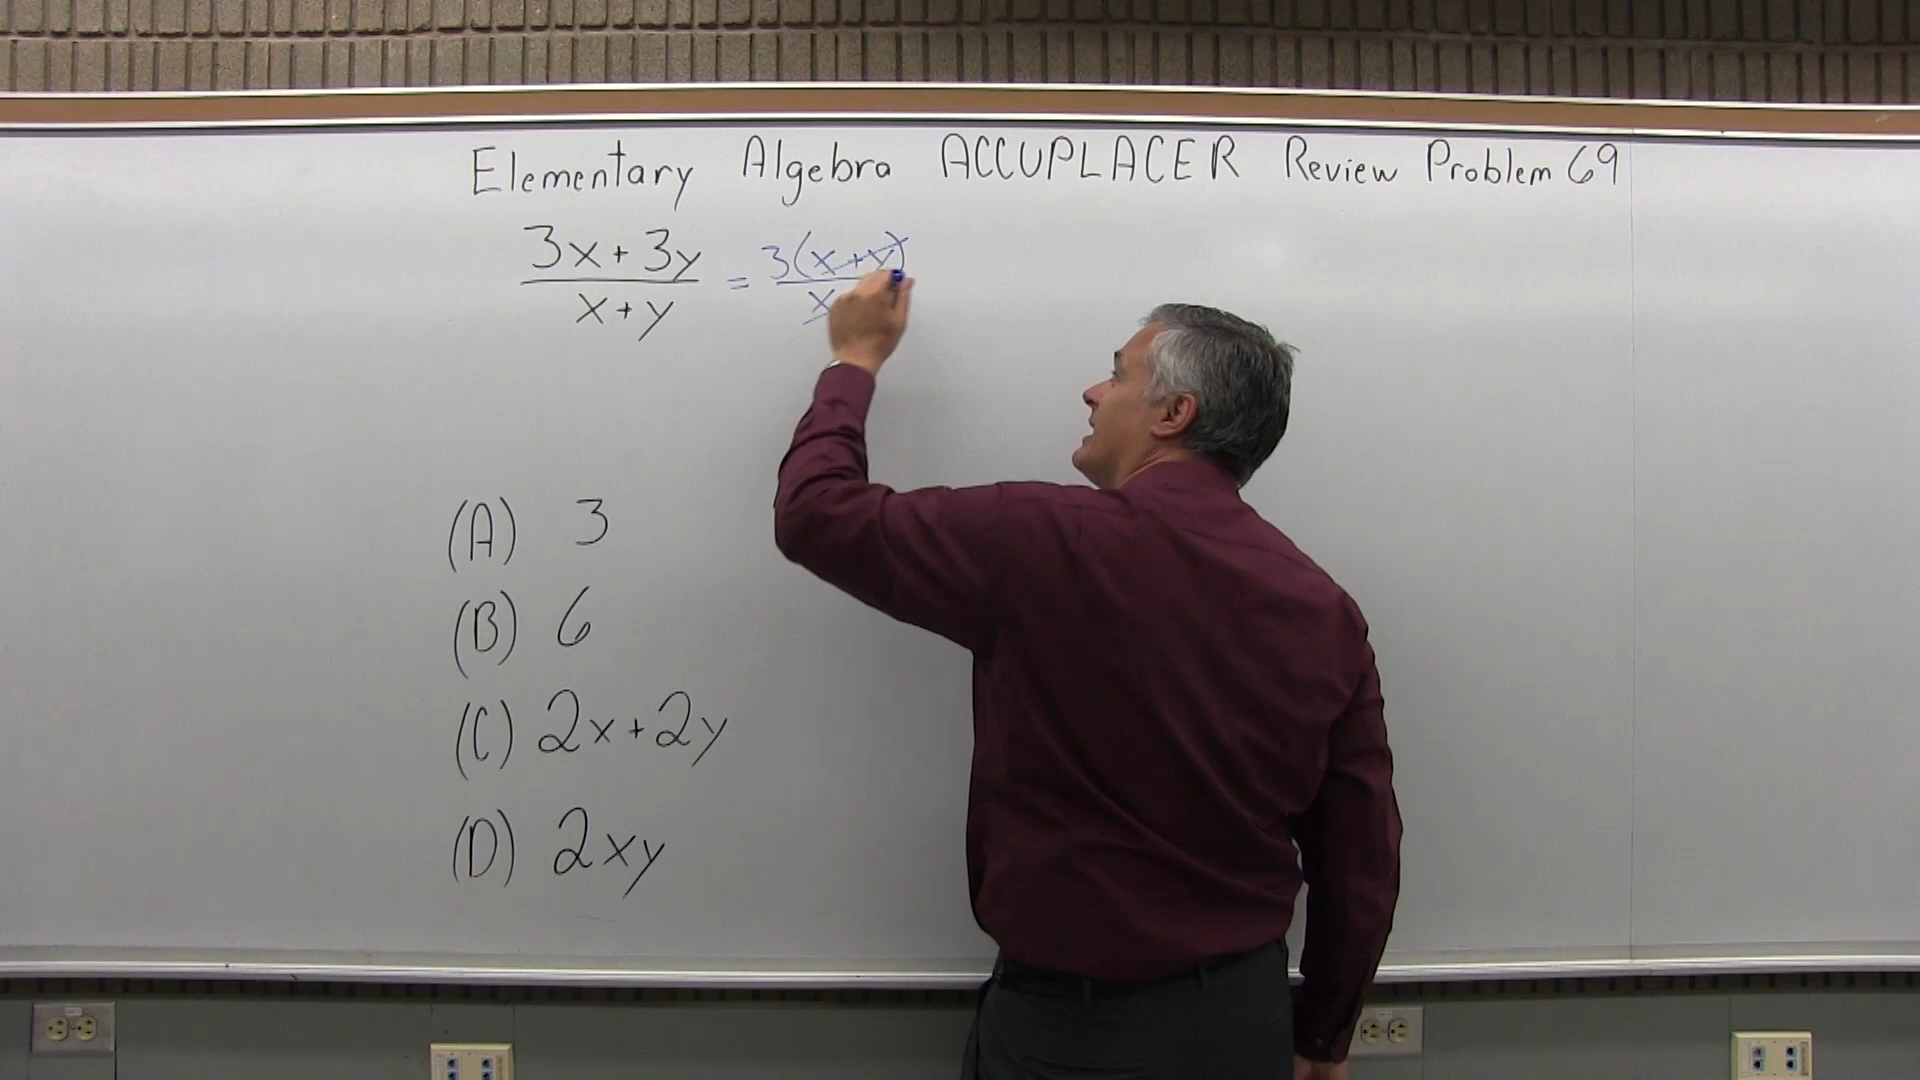 Elementary Algebra ACCUPLACER Review Problem 69
3x + 3y = 3(x+y)
x + y x
(A) 3
(B) 6
(C) 2x + 2y
(D) 2xy